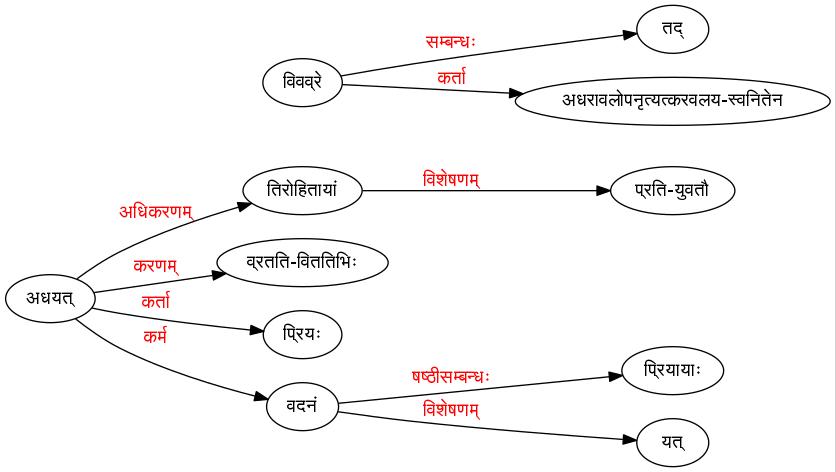 तद्
सम्बन्धः
विवव्रे
कर्ता
अधरावलोपनृत्यत्करवलय-स्वनितेन
तिरोहितायां
विशेषणम्
प्रति-युवतौ
अधिकरणम्
व्रतति-विततिभिः
करणम्
अधयत्
कर्ता
प्रियः
कर्म
वदनं
षष्ठीसम्बन्धः
प्रियायाः
विशेषणम्
यत्